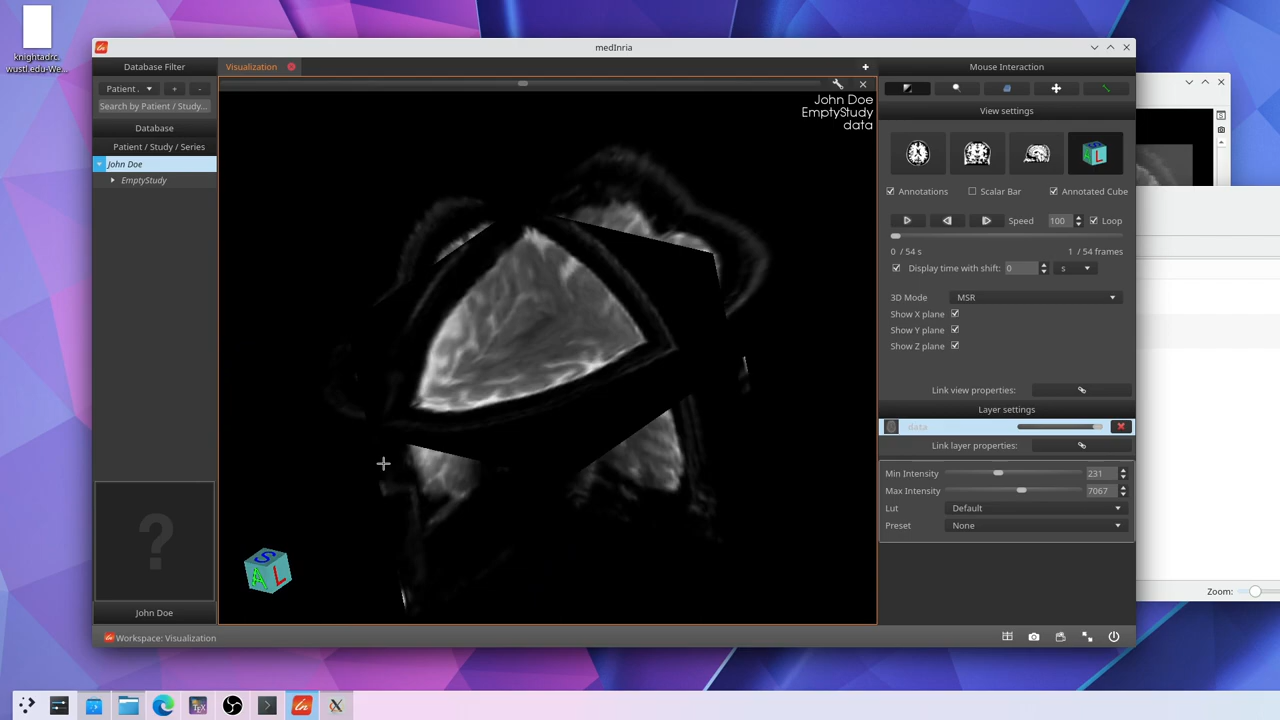 knightadrc.
wustl.edu-We...
medInria
Database Filter
Patient .
+
-
Search by Patient / Study...
Database
Patient / Study / Series
John Doe
EmptyStudy
?
John Doe
Visualization
+
John Doe
EmptyStudy
data
S
A
L
Mouse Interaction
View settings
A
L
Annotations
Scalar Bar
Annotated Cube
Speed
100
Loop
0 / 54 s
1 / 54 frames
Display time with shift:
0
s
3D Mode
MSR
Show X plane
Show Y plane
Show Z plane
Link view properties:
Layer settings
data
Link layer properties:
Min Intensity
231
Max Intensity
7067
Lut
Default
Preset
None
Workspace: Visualization
Zoom: